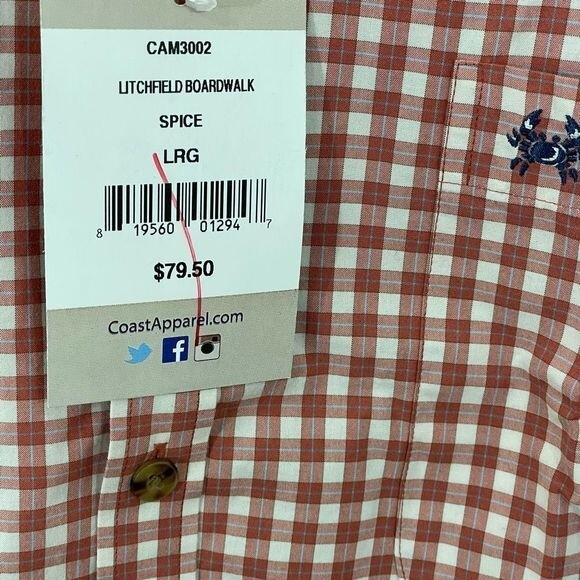 CAM3002
LITCHFIELD BOARDWALK
SPICE
LRG
8 19560 01294 7
$79.50
CoastApparel.com
f